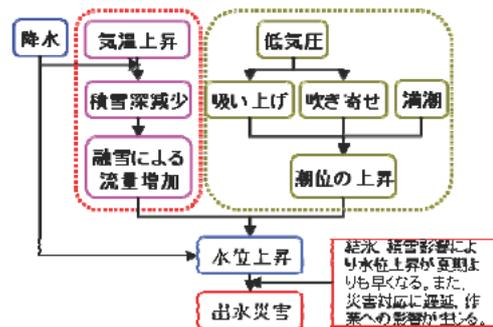 降水
気温上昇
低気圧
積雪深減少
吸い上げ
吹き寄せ
満潮
融雪による
流量増加
潮位の上昇
水位上昇
結氷、積雪影響によ
り水位上昇が夏期よ
りも早くなる。また、
災害対応に遅延、作
業への影響が生じる。
出水災害